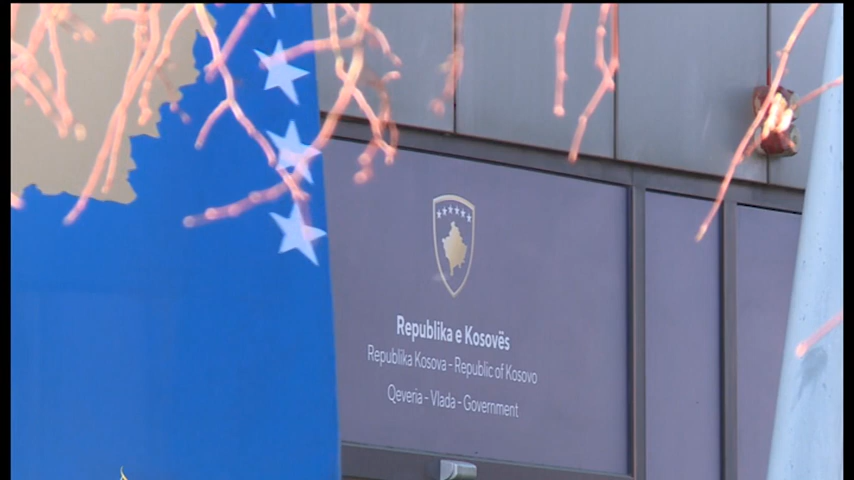 Republika e Kosovës
Republika Kosova - Republic of Kosovo
Qeveria - Vlada - Government